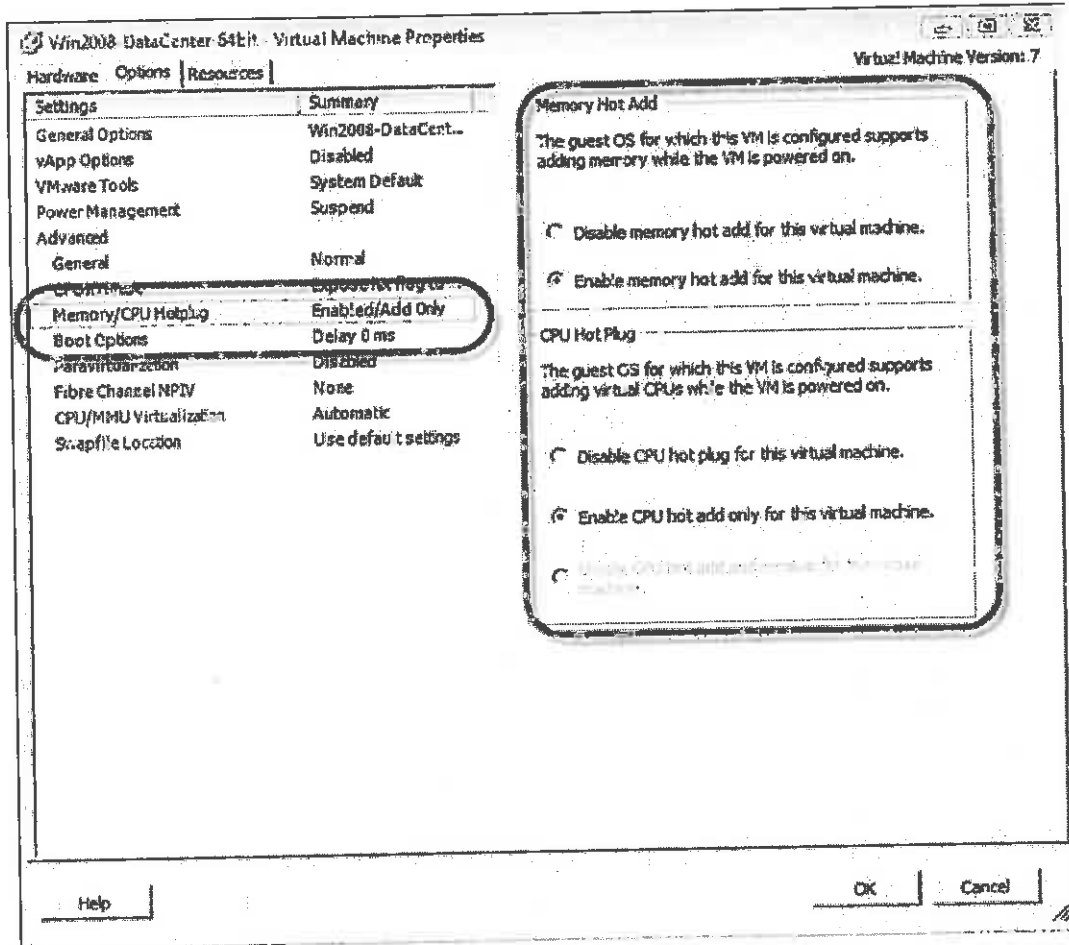 Win2008-DataCenter-64bit - Virtual Machine Properties
Virtual Machine Version: 7
Hardware Options Resources
Settings Summary
General Options Win2008-DataCent...
vApp Options Disabled
VMware Tools System Default
Power Management Suspend
Advanced
General Normal
Memory/CPU Hotplug Enabled/Add Only
Boot Options Delay 0 ms
Paravirtualization Disabled
Fibre Channel NPIV None
CPU/MMU Virtualization Automatic
Swapfile Location Use default settings
Memory Hot Add
The guest OS for which this VM is configured supports
adding memory while the VM is powered on.
Disable memory hot add for this virtual machine.
Enable memory hot add for this virtual machine.
CPU Hot Plug
The guest OS for which this VM is configured supports
adding virtual CPUs while the VM is powered on.
Disable CPU hot plug for this virtual machine.
Enable CPU hot add only for this virtual machine.
CPU hot add and
Help
OK Cancel